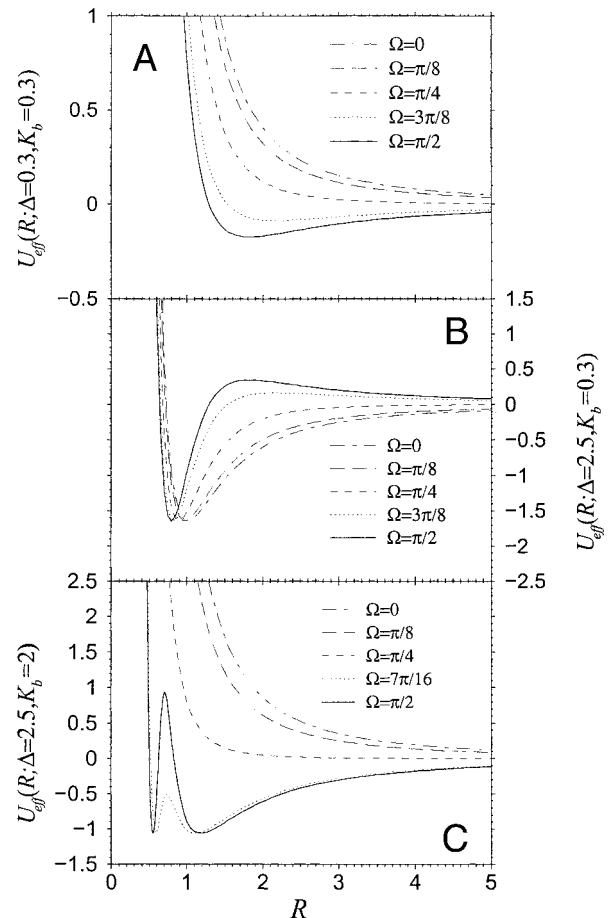 1
A
Ω=0
Ω=π/8
Ω=π/4
Ω=3π/8
Ω=π/2
0.5
0
−0.5
U_eff(R;Δ=0.3,K_b=0.3)
1.5
B
1
0.5
0
−0.5
−1
−1.5
−2
−2.5
Ω=0
Ω=π/8
Ω=π/4
Ω=3π/8
Ω=π/2
U_eff(R;Δ=2.5,K_b=0.3)
2.5
2
1.5
1
0.5
0
−0.5
−1
−1.5
Ω=0
Ω=π/8
Ω=π/4
Ω=7π/16
Ω=π/2
C
U_eff(R;Δ=2.5,K_b=2)
0 1 2 3 4 5
R